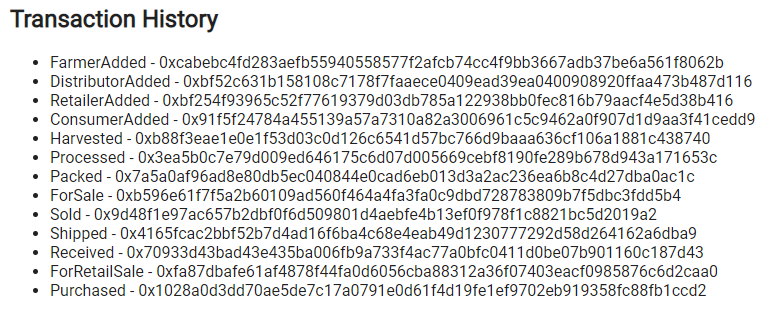 Transaction History
• FarmerAdded - 0xcabebc4fd283aefb55940558577f2afcb74cc4f9bb3667adb37be6a561f8062b
• DistributorAdded - 0xbf52c631b158108c7178f7faaece0409ead39ea0400908920ffaa473b487d116
• RetailerAdded - 0xbf254f93965c52f77619379d03db785a122938bb0fec816b79aacf4e5d38b416
• ConsumerAdded - 0x91f5f24784a455139a57a7310a82a3006961c5c9462a0f907d1d9aa3f41cedd9
• Harvested - 0xb88f3eae1e0e1f53d03c0d126c6541d57bc766d9baaa636cf106a1881c438740
• Processed - 0x3ea5b0c7e79d009ed646175c6d07d005669cebf8190fe289b678d943a171653c
• Packed - 0x7a5a0af96ad8e80db5ec040844e0cad6eb013d3a2ac236ea6b8c4d27dba0ac1c
• ForSale - 0xb596e61f7f5a2b60109ad560f464a4fa3fa0c9dbd728783809b7f5dbc3fdd5b4
• Sold - 0x9d48f1e97ac657b2dbf0f6d509801d4aebfe4b13ef0f978f1c8821bc5d2019a2
• Shipped - 0x4165fcac2bbf52b7d4ad16f6ba4c68e4eab49d1230777292d58d264162a6dba9
• Received - 0x70933d43bad43e435ba006fb9a733f4ac77a0bfc0411d0be07b901160c187d43
• ForRetailSale - 0xfa87dbafe61af4878f44fa0d6056cba88312a36f07403eacf0985876c6d2caa0
• Purchased - 0x1028a0d3dd70ae5de7c17a0791e0d61f4d19fe1ef9702eb919358fc88fb1ccd2